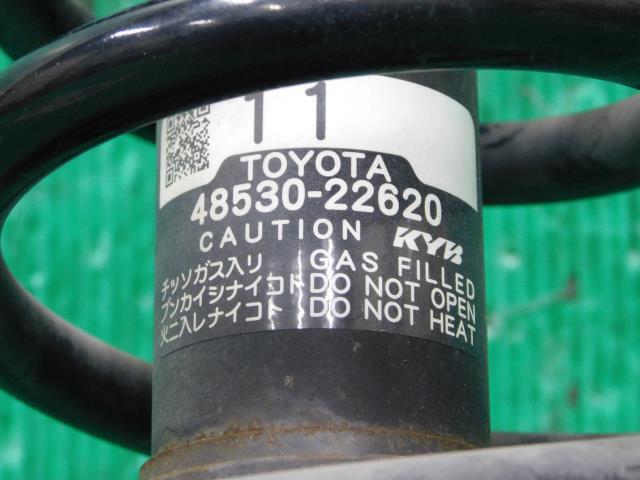 11
TOYOTA
48530-22620
CAUTION KYB
チッソガス入リ GAS FILLED
ブンカイシナイコト DO NOT OPEN
火ニ入レナイコト DO NOT HEAT